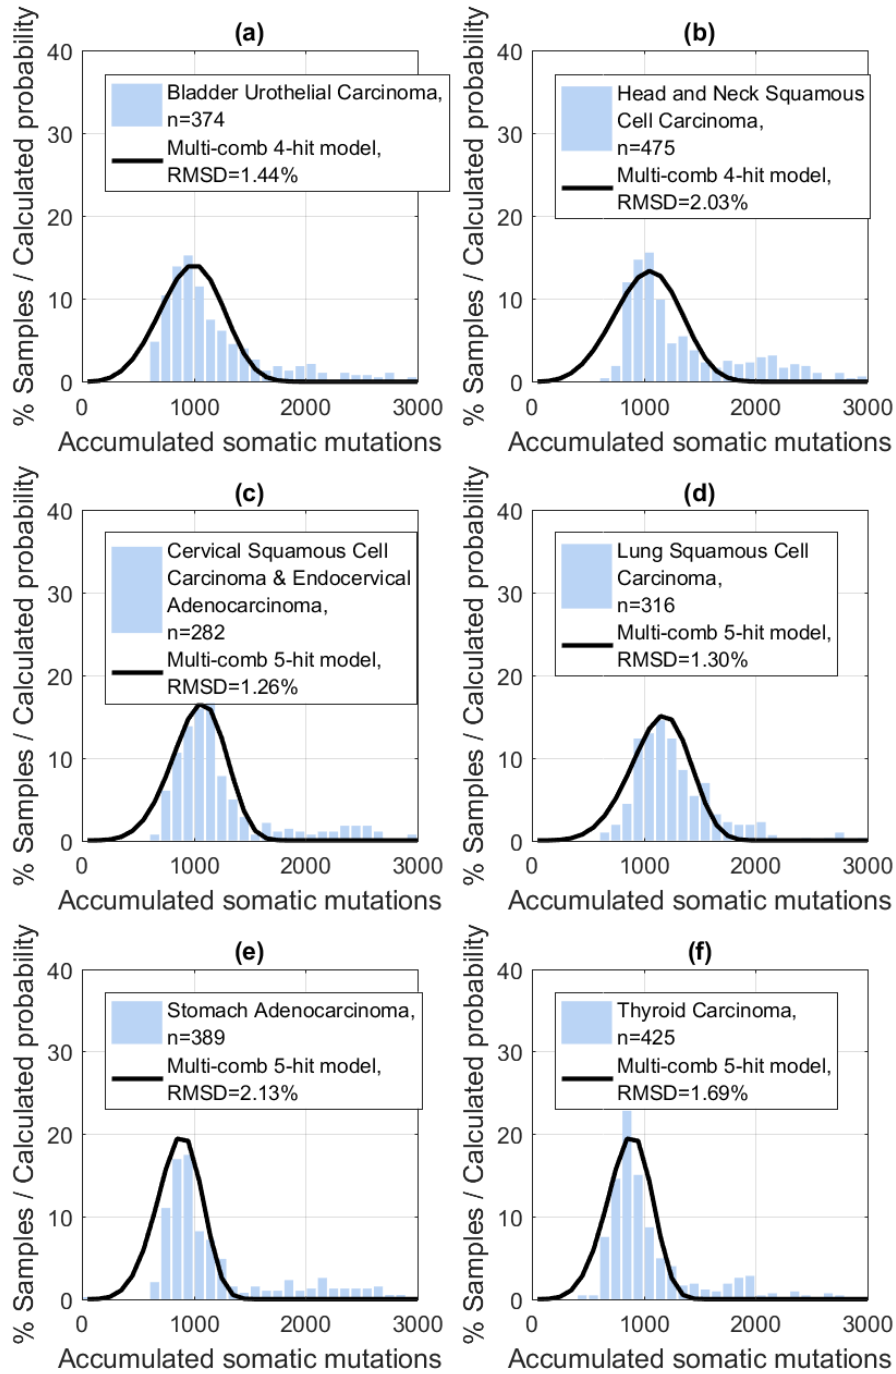 (a)
% Samples / Calculated probability
40
30
20
10
0
Bladder Urothelial Carcinoma,
n=374
Multi-comb 4-hit model,
RMSD=1.44%
0 1000 2000 3000
Accumulated somatic mutations
(b)
% Samples / Calculated probability
40
30
20
10
0
Head and Neck Squamous
Cell Carcinoma,
n=475
Multi-comb 4-hit model,
RMSD=2.03%
0 1000 2000 3000
Accumulated somatic mutations
(c)
% Samples / Calculated probability
40
30
20
10
0
Cervical Squamous Cell
Carcinoma & Endocervical
Adenocarcinoma,
n=282
Multi-comb 5-hit model,
RMSD=1.26%
0 1000 2000 3000
Accumulated somatic mutations
(d)
% Samples / Calculated probability
40
30
20
10
0
Lung Squamous Cell
Carcinoma,
n=316
Multi-comb 5-hit model,
RMSD=1.30%
0 1000 2000 3000
Accumulated somatic mutations
(e)
% Samples / Calculated probability
40
30
20
10
0
Stomach Adenocarcinoma,
n=389
Multi-comb 5-hit model,
RMSD=2.13%
0 1000 2000 3000
Accumulated somatic mutations
(f)
% Samples / Calculated probability
40
30
20
10
0
Thyroid Carcinoma,
n=425
Multi-comb 5-hit model,
RMSD=1.69%
0 1000 2000 3000
Accumulated somatic mutations